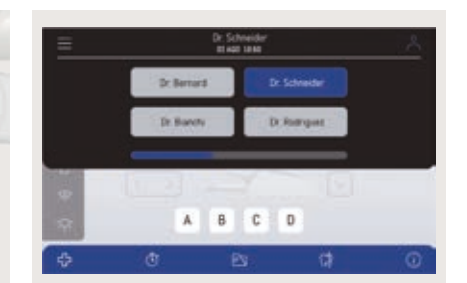 Dr. Schneider
Dr. Bernard
Dr. Schneider
Dr. Bianchi
Dr. Rodriguez
A B C D